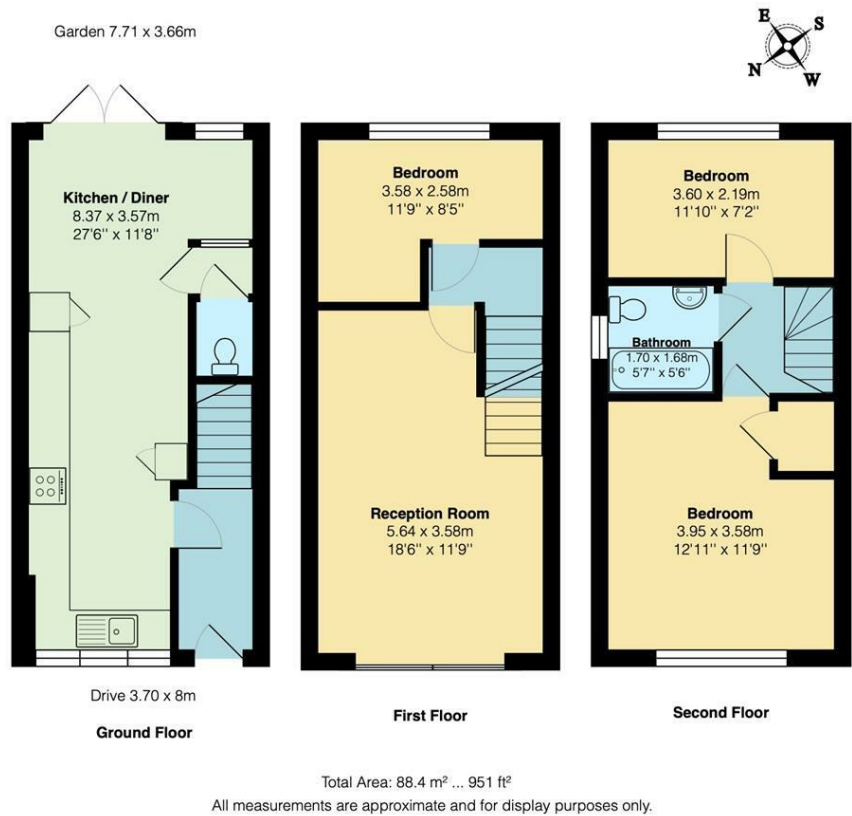 Garden 7.71 x 3.66m
E
S
N
W
Kitchen / Diner
8.37 x 3.57m
27'6" x 11'8"
Drive 3.70 x 8m
Ground Floor
Bedroom
3.58 x 2.58m
11'9" x 8'5"
Reception Room
5.64 x 3.58m
18'6" x 11'9"
First Floor
Bedroom
3.60 x 2.19m
11'10" x 7'2"
Bathroom
1.70 x 1.68m
5'7" x 5'6"
Bedroom
3.95 x 3.58m
12'11" x 11'9"
Second Floor
Total Area: 88.4 m² ... 951 ft²
All measurements are approximate and for display purposes only.